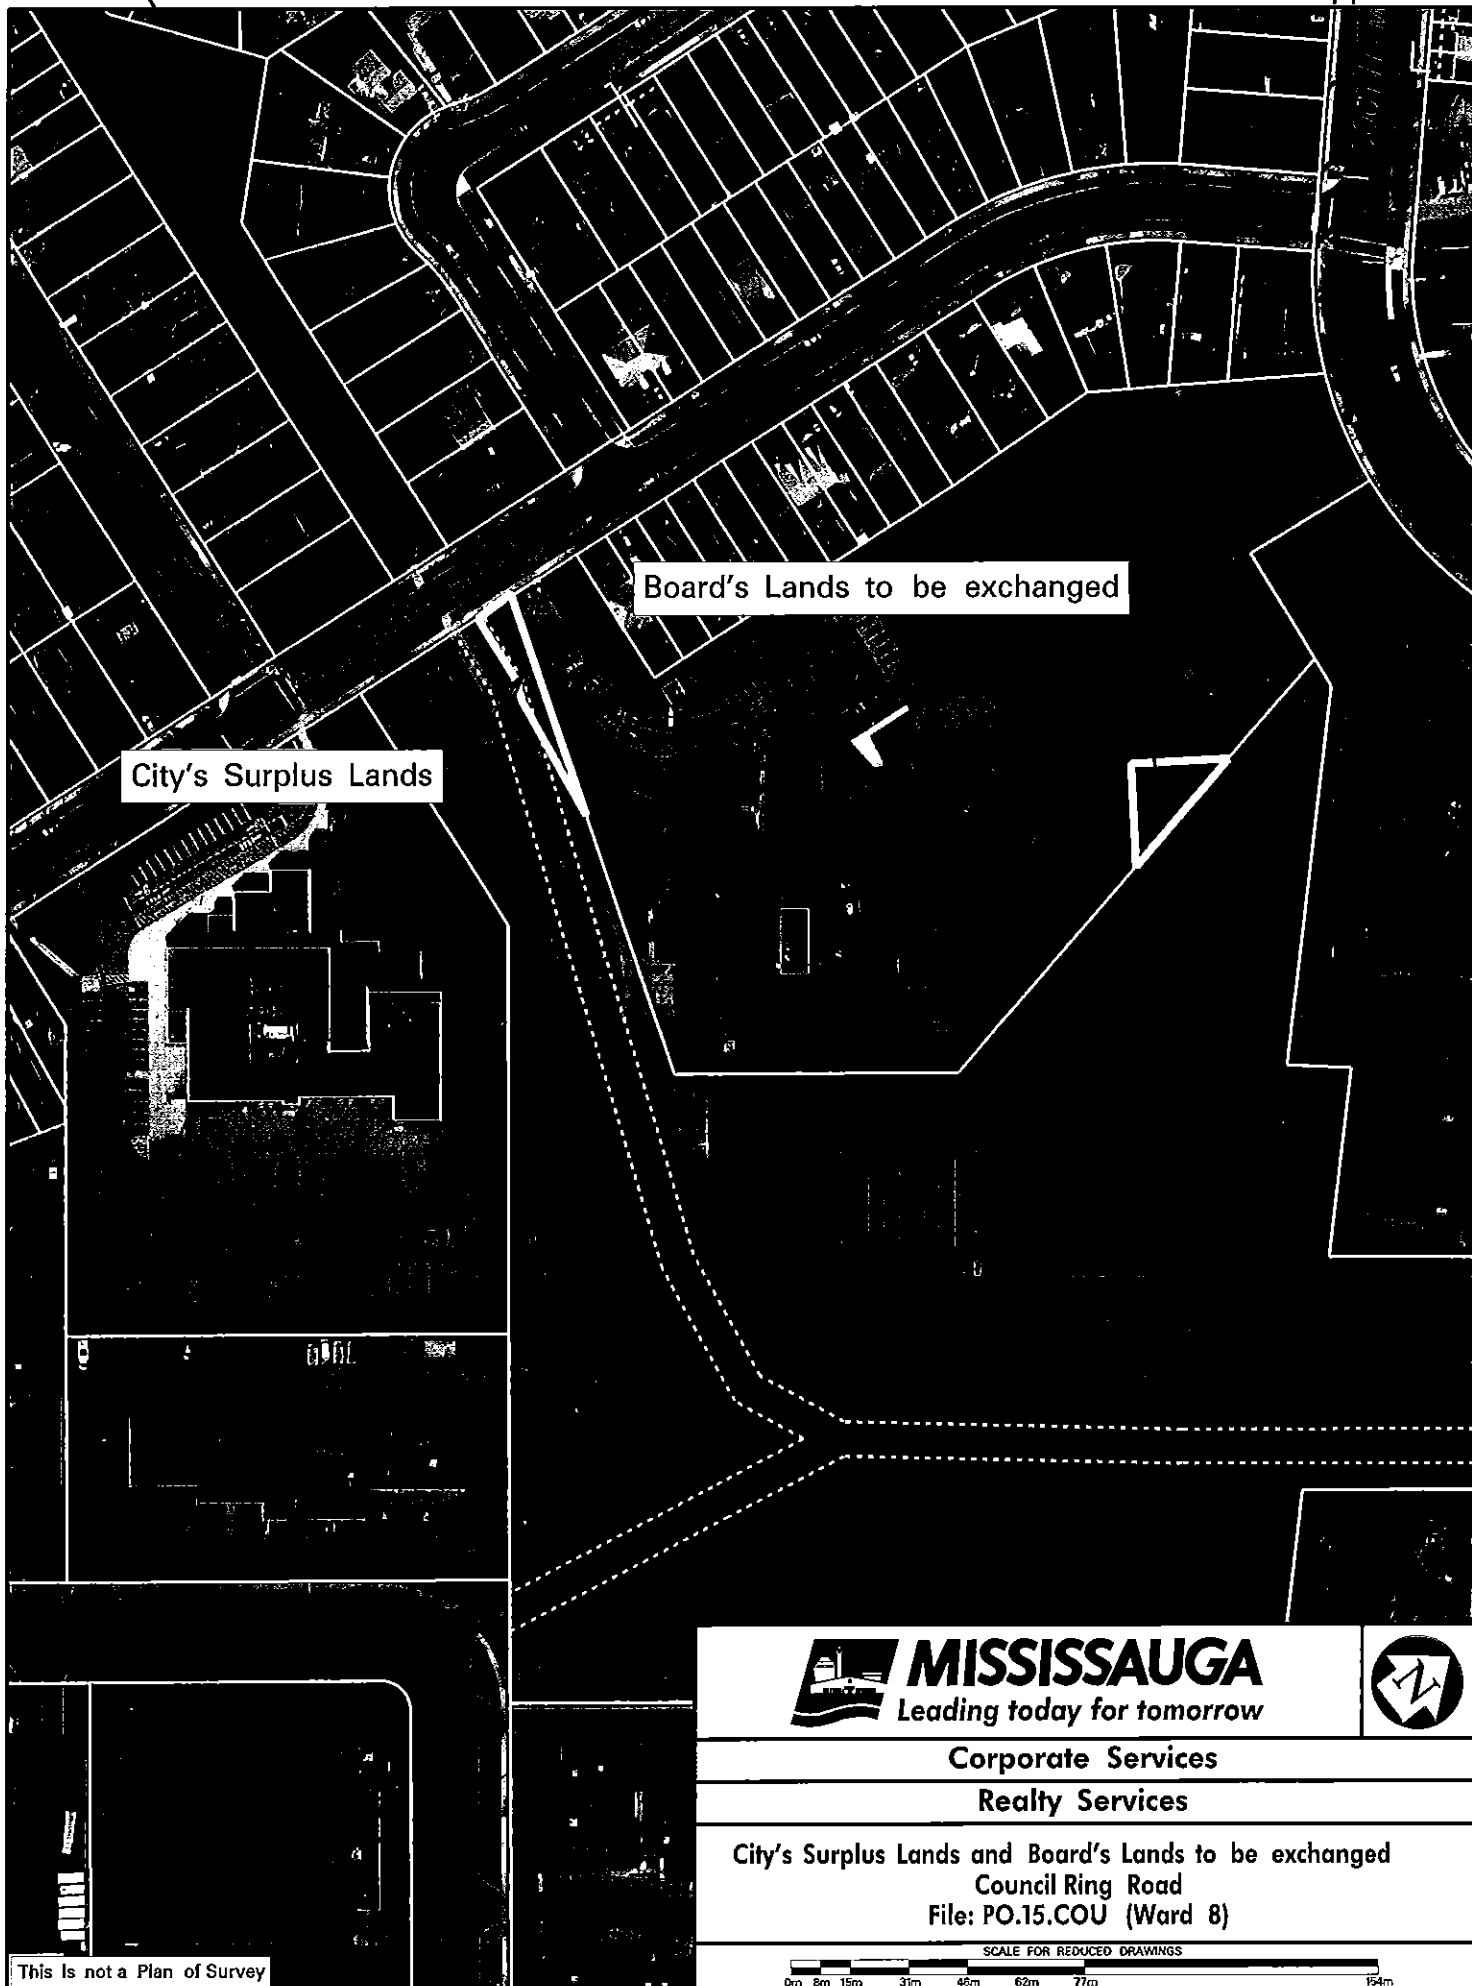 Board's Lands to be exchanged
City's Surplus Lands
MISSISSAUGA
Leading today for tomorrow
N
Corporate Services
Realty Services
City's Surplus Lands and Board's Lands to be exchanged
Council Ring Road
File: PO.15.COU (Ward 8)
SCALE FOR REDUCED DRAWINGS
0m 8m 15m 31m 46m 62m 77m 154m
This Is not a Plan of Survey